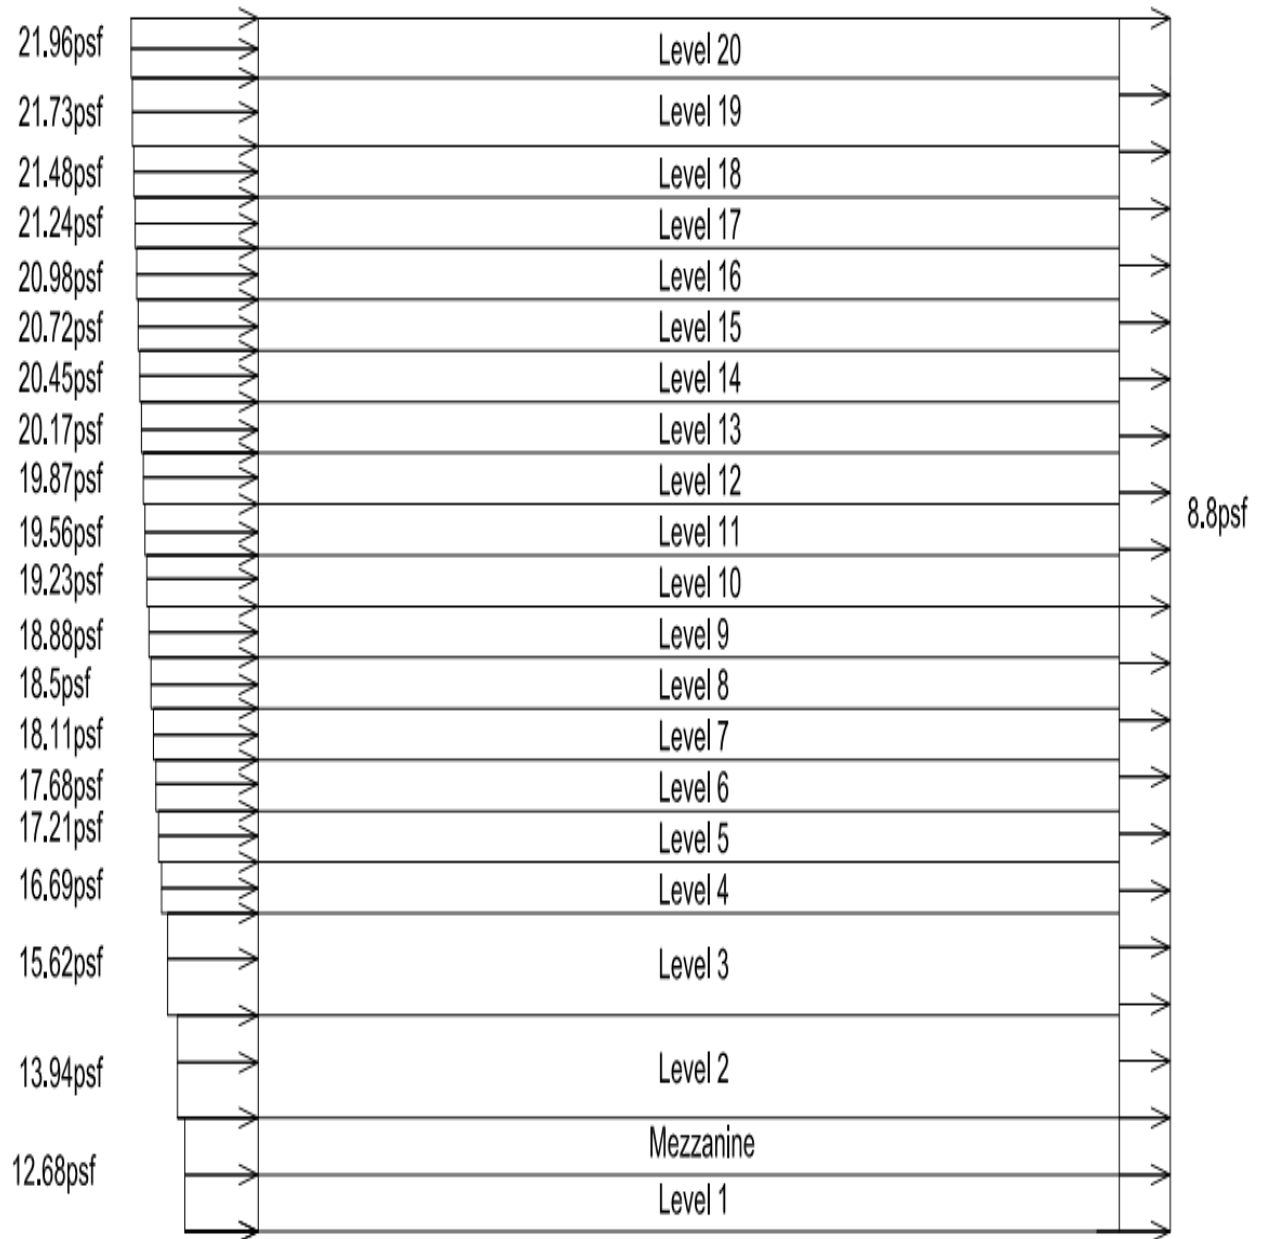 21.96psf Level 20
21.73psf Level 19
21.48psf Level 18
21.24psf Level 17
20.98psf Level 16
20.72psf Level 15
20.45psf Level 14
20.17psf Level 13
19.87psf Level 12
8.8psf
19.56psf Level 11
19.23psf Level 10
18.88psf Level 9
18.5psf Level 8
18.11psf Level 7
17.68psf Level 6
17.21psf Level 5
16.69psf Level 4
15.62psf Level 3
13.94psf Level 2
Mezzanine
12.68psf
Level 1